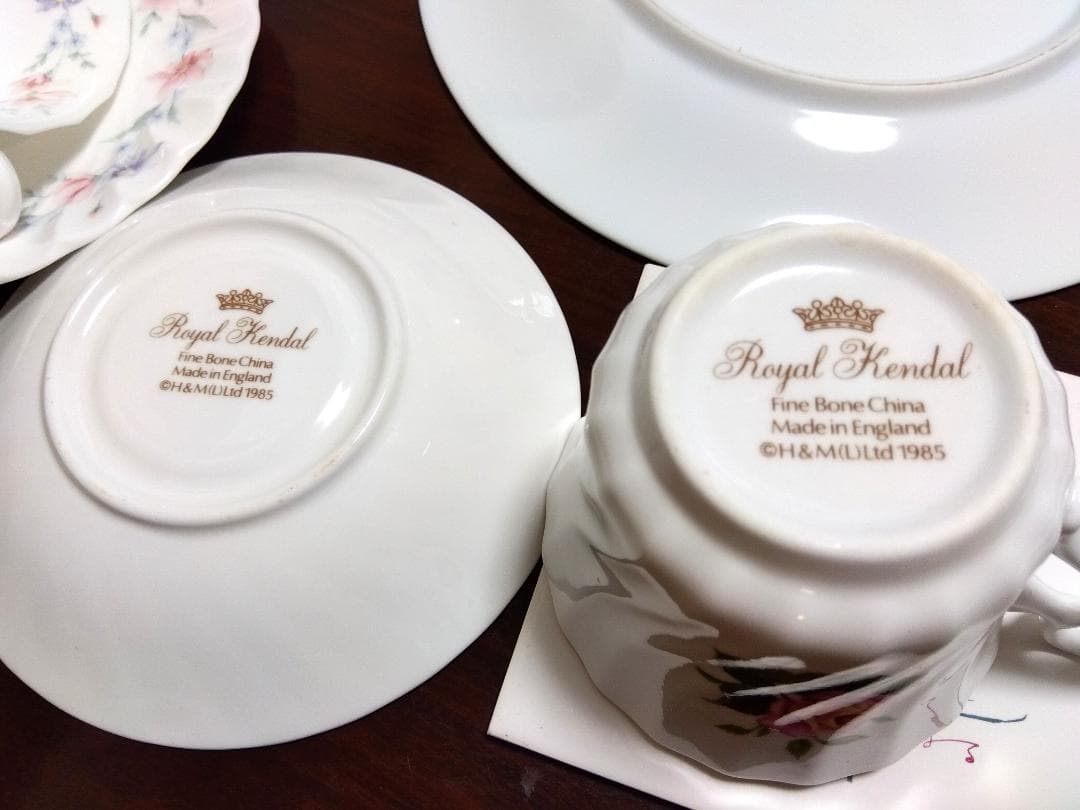 Royal Kendal
Fine Bone China
Made in England
©H&M(L)Ltd 1985
Royal Kendal
Fine Bone China
Made in England
©H&M(L)Ltd 1985